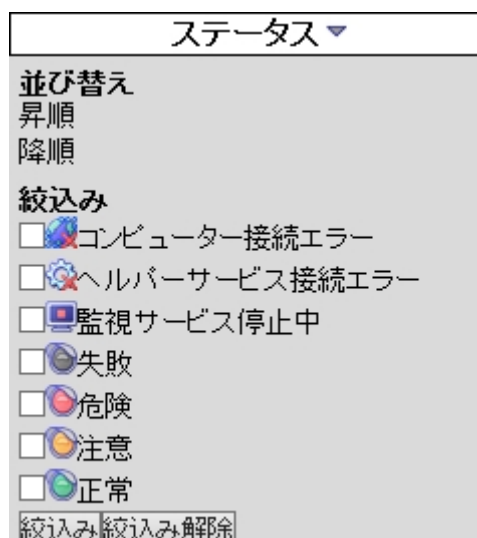 ステータス
並び替え
昇順
降順
絞込み
コンピューター接続エラー
ヘルパーサービス接続エラー
監視サービス停止中
失敗
危険
注意
正常
絞込み 絞込み解除